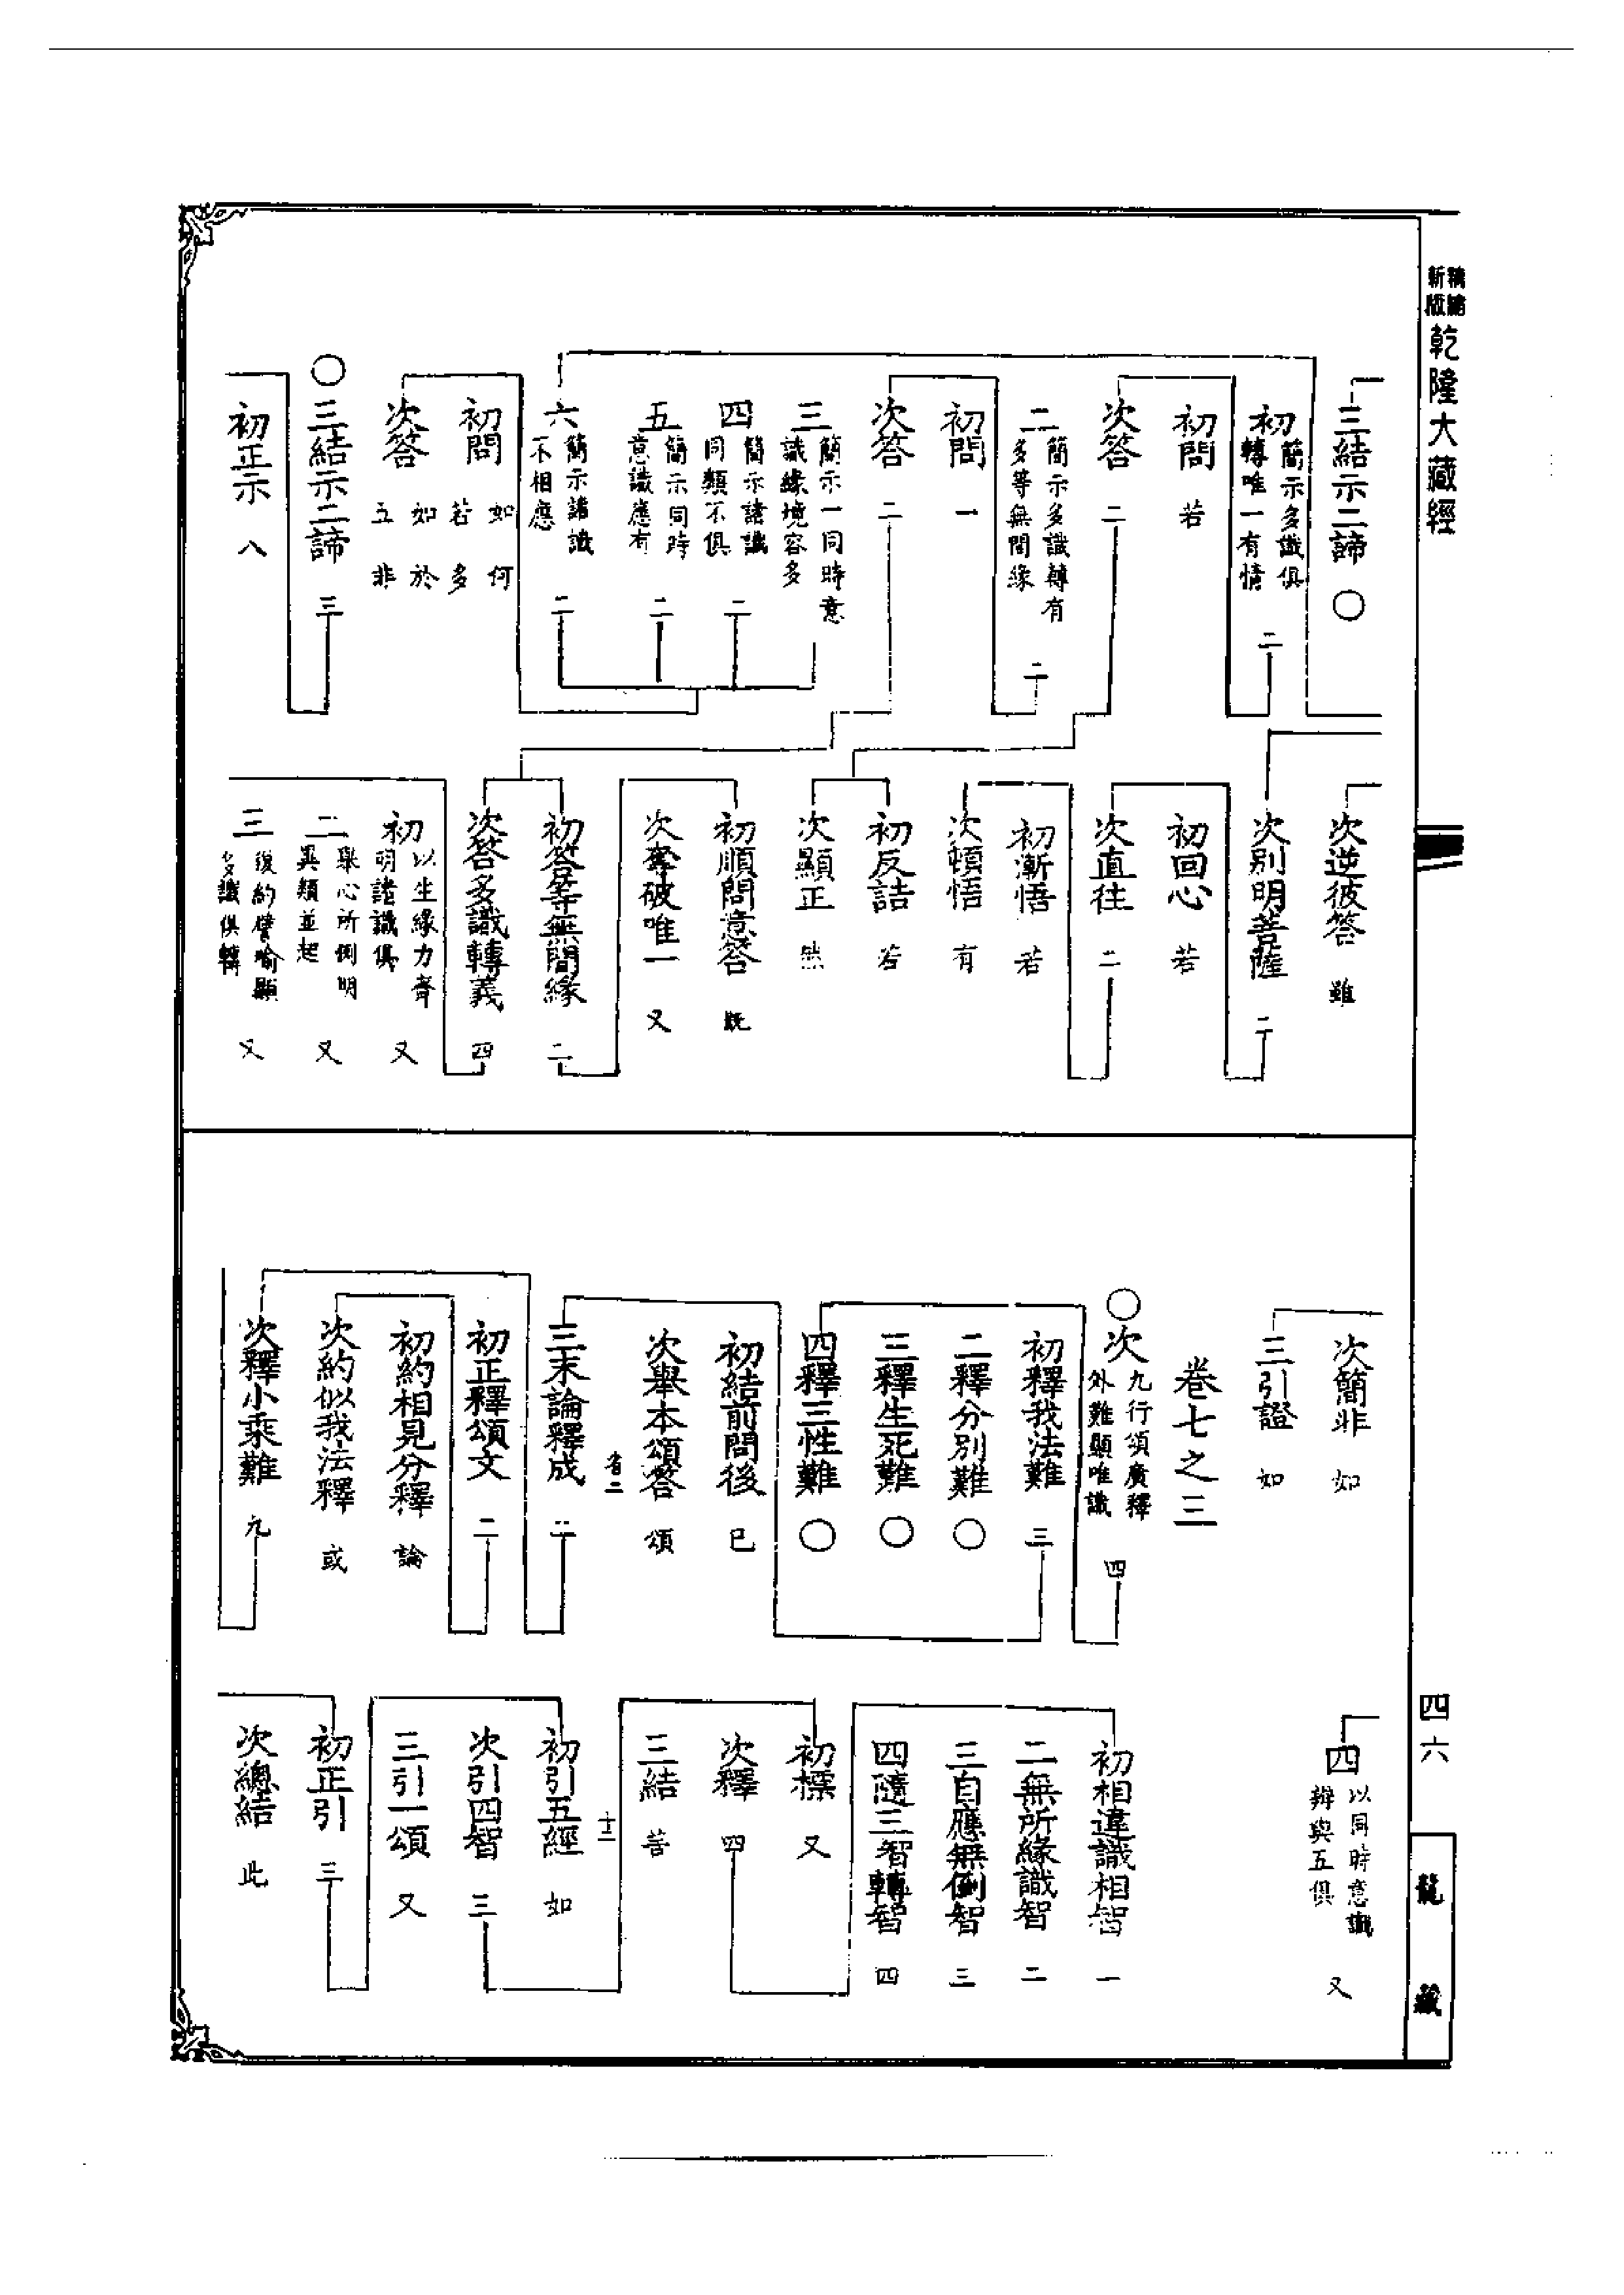 精縮
新版
乾隆大藏經
三結示二諦 〇
初 簡示多識俱
轉唯一有情 二
初問 若
次答 二
二 簡示多識轉有
多等無間緣 二
初問 一
次答 二
三 簡示一同時意
識緣境容多
四 簡示諸識
同類不俱 二
五 簡示同時
意識應有 二
六 簡示諸識
不相應 二
初問 如何
若多
次答 如於
五非
〇三結示二諦 三
初正示 八
次逆彼答 雖
次別明菩薩 二
初回心 若
次直往 二
初漸悟 若
次頓悟 有
初反詰 若
次顯正 然
初順問意答 既
次奪破唯一 又
初答等無間緣 二
次答多識轉義 四
初 以生緣力齊
明諸識俱 又
二 舉心所例明
異類並起 又
三 復約譬喻顯
多識俱轉 又
次簡非 如
三引證 如
卷七之三
〇次 九行頌廣釋
外難顯唯識 四
初釋我法難 三
二釋分別難 〇
三釋生死難 〇
四釋三性難 〇
初結前問後 已
次舉本頌答 頌
省二
三末論釋成 二
初正釋頌文 二
初約相見分釋 論
次約似我法釋 或
次釋小乘難 九
四 以同時意識
辨與五俱 又
初相違識相智 一
二無所緣識智 二
三自應無倒智 三
四隨三智轉智 四
初標 又
次釋 四
三結 菩
十三
初引五經 如
次引四智 三
三引一頌 又
初正引 三
次總結 此
四六
龍藏